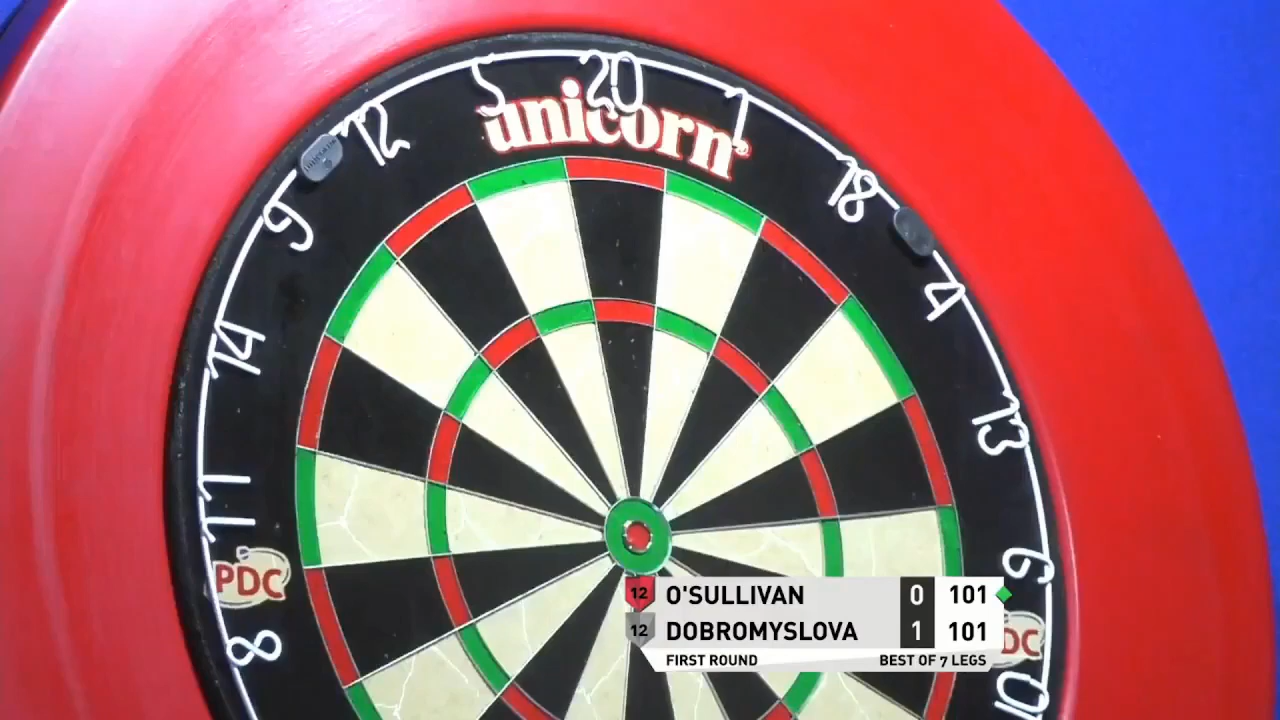 5 20 1
unicorn®
12 18
9 4
14 13
11 6
PDC
12 O'SULLIVAN 0 101
12 DOBROMYSLOVA 1 101
DC
8
FIRST ROUND BEST OF 7 LEGS
10